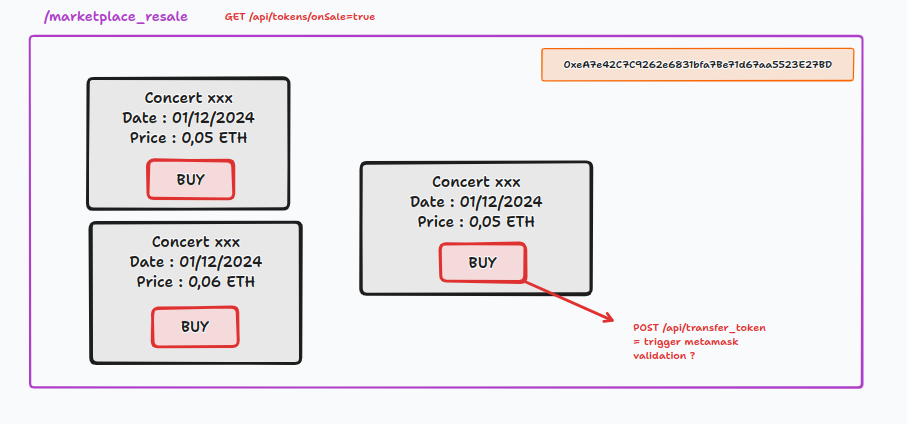 /marketplace_resale
GET /api/tokens/onSale=true
0xeA7e42C7C9262e6831bfa7Be71d67aa5523E27BD
Concert xxx
Date : 01/12/2024
Price : 0,05 ETH
BUY
Concert xxx
Date : 01/12/2024
Price : 0,06 ETH
BUY
Concert xxx
Date : 01/12/2024
Price : 0,05 ETH
BUY
POST /api/transfer_token
= trigger metamask
validation ?